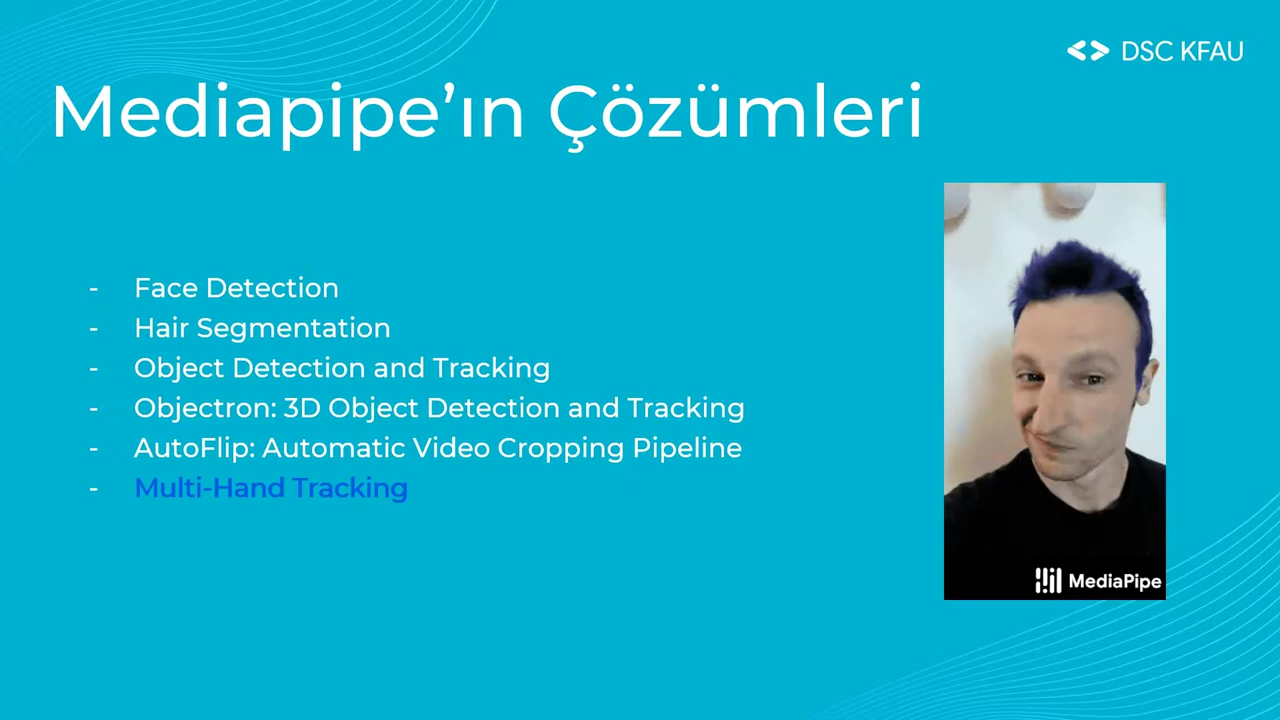 DSC KFAU
Mediapipe’ın Çözümleri
- Face Detection
- Hair Segmentation
- Object Detection and Tracking
- Objectron: 3D Object Detection and Tracking
- AutoFlip: Automatic Video Cropping Pipeline
- Multi-Hand Tracking
MediaPipe